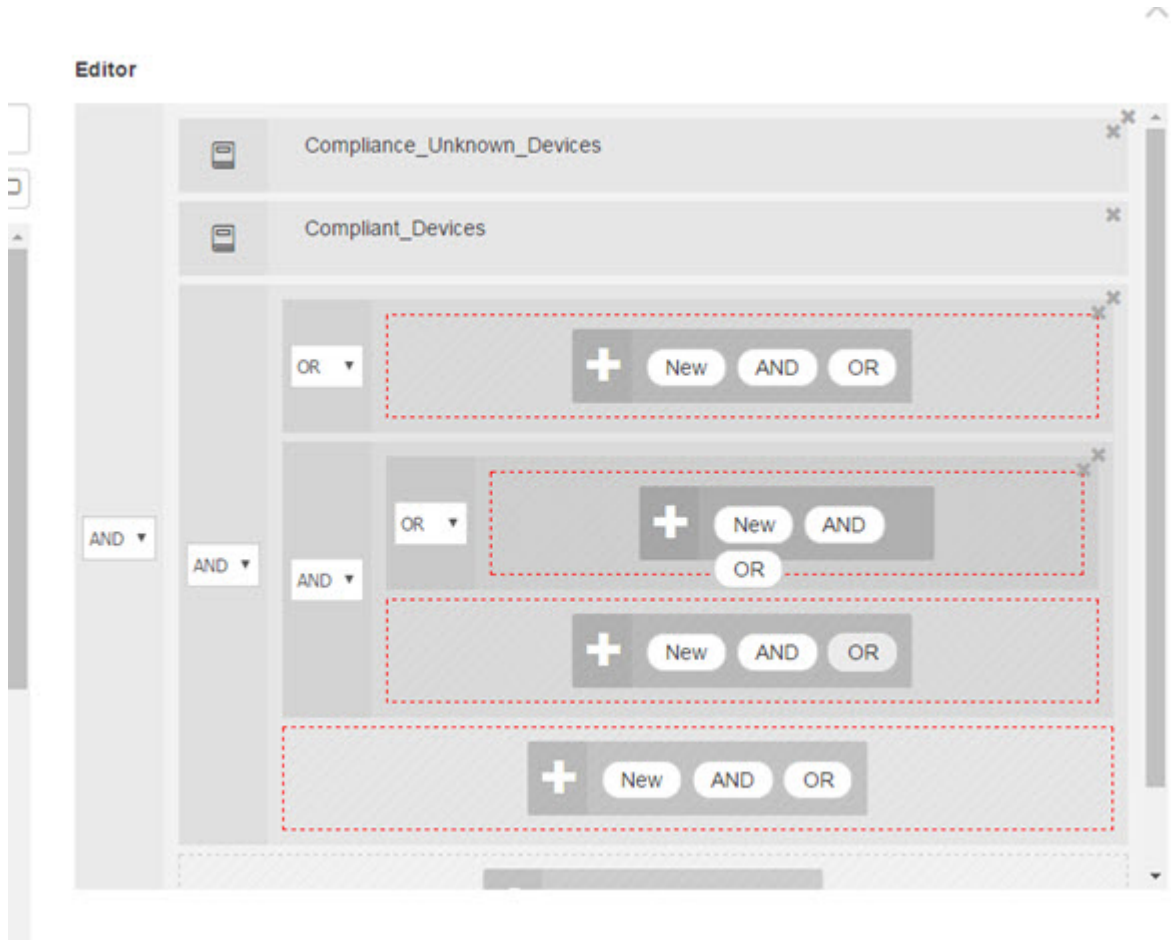 Editor
Compliance_Unknown_Devices
Compliant_Devices
OR New AND OR
OR New AND
AND AND AND OR
New AND OR
New AND OR